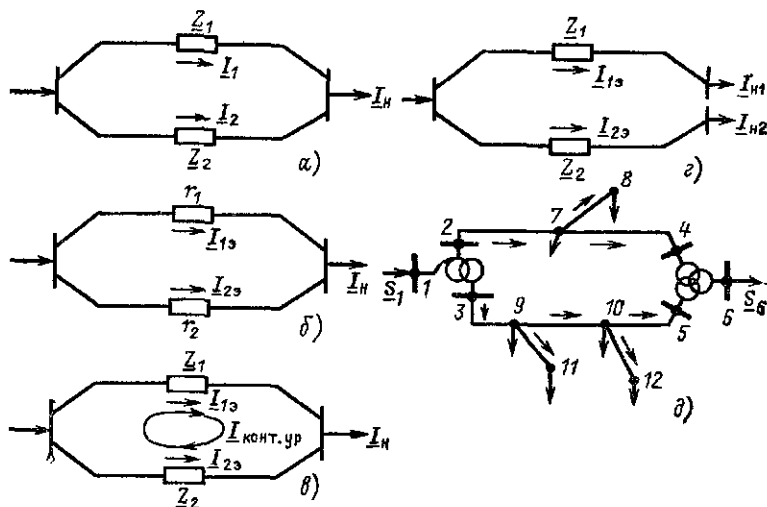 Z1
I1
Iн
I2
Z2
а)
r1
I1э
I2э
Iн
r2
б)
Z1
I1э
Iконт.ур
I2э
Iн
Z2
в)
Z1
I1э
Iн1
I2э
Iн2
Z2
г)
8
2
7
4
S1
1
3
9
10
5
6
S6
11
12
д)